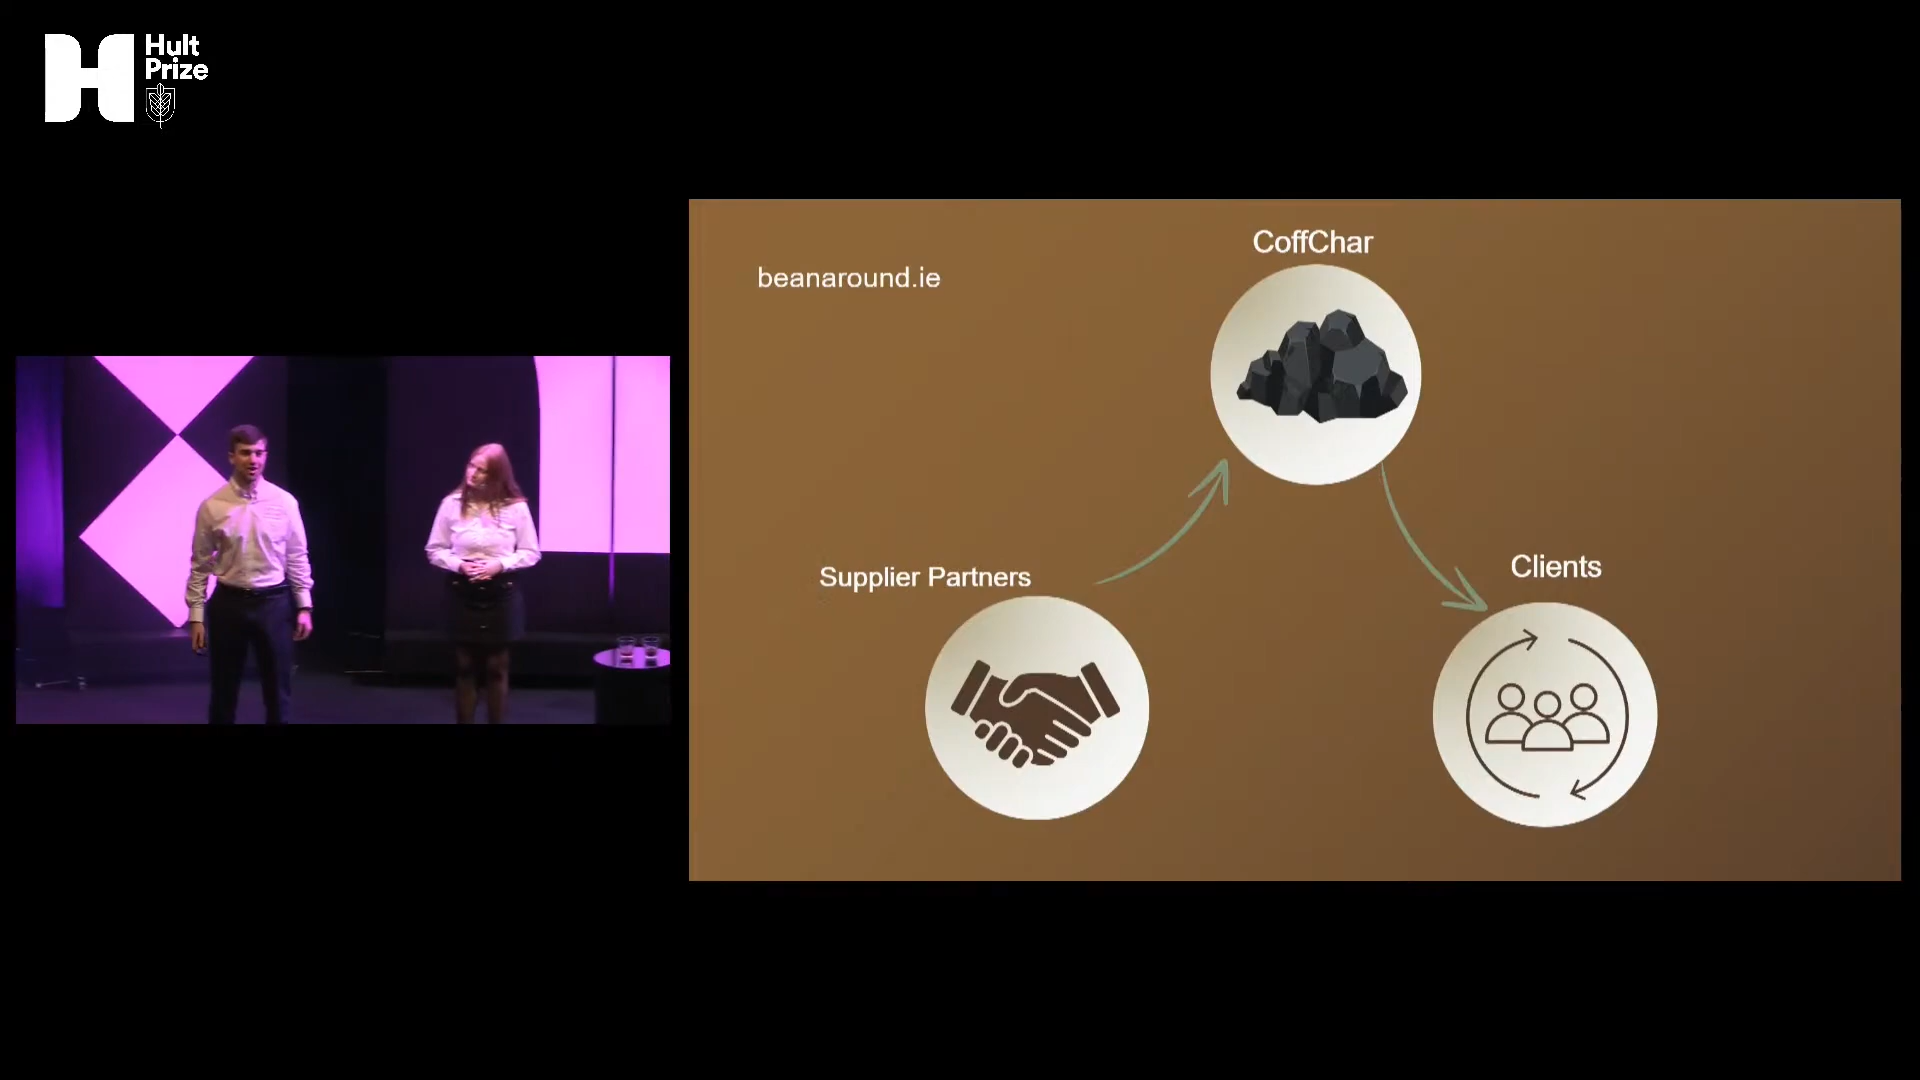 Hult
Prize
CoffChar
beanaround.ie
Clients
Supplier Partners